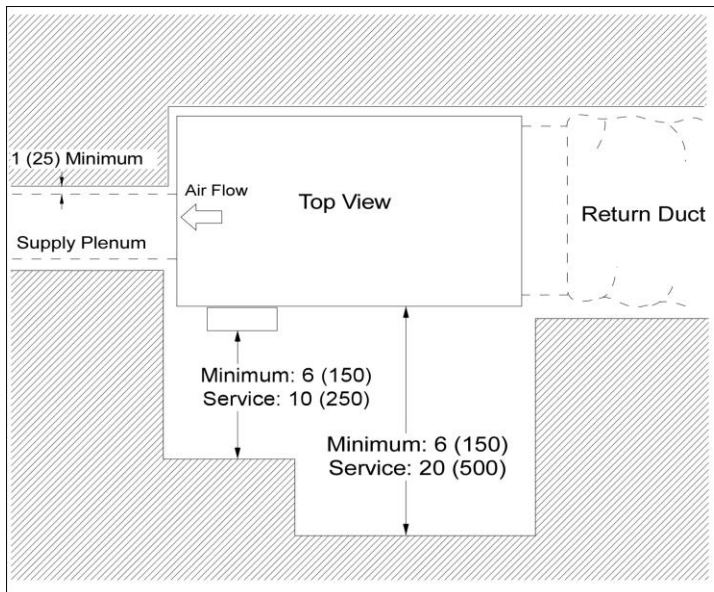 1 (25) Minimum
Air Flow
Top View
Return Duct
Supply Plenum
Minimum: 6 (150)
Service: 10 (250)
Minimum: 6 (150)
Service: 20 (500)